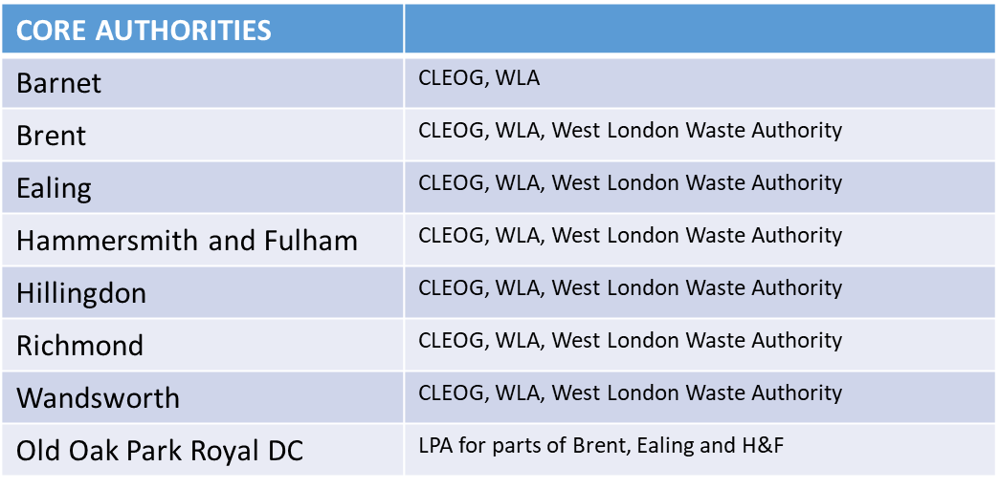 CORE AUTHORITIES
Barnet CLEOG, WLA
Brent CLEOG, WLA, West London Waste Authority
Ealing CLEOG, WLA, West London Waste Authority
Hammersmith and Fulham CLEOG, WLA, West London Waste Authority
Hillingdon CLEOG, WLA, West London Waste Authority
Richmond CLEOG, WLA, West London Waste Authority
Wandsworth CLEOG, WLA, West London Waste Authority
Old Oak Park Royal DC LPA for parts of Brent, Ealing and H&F